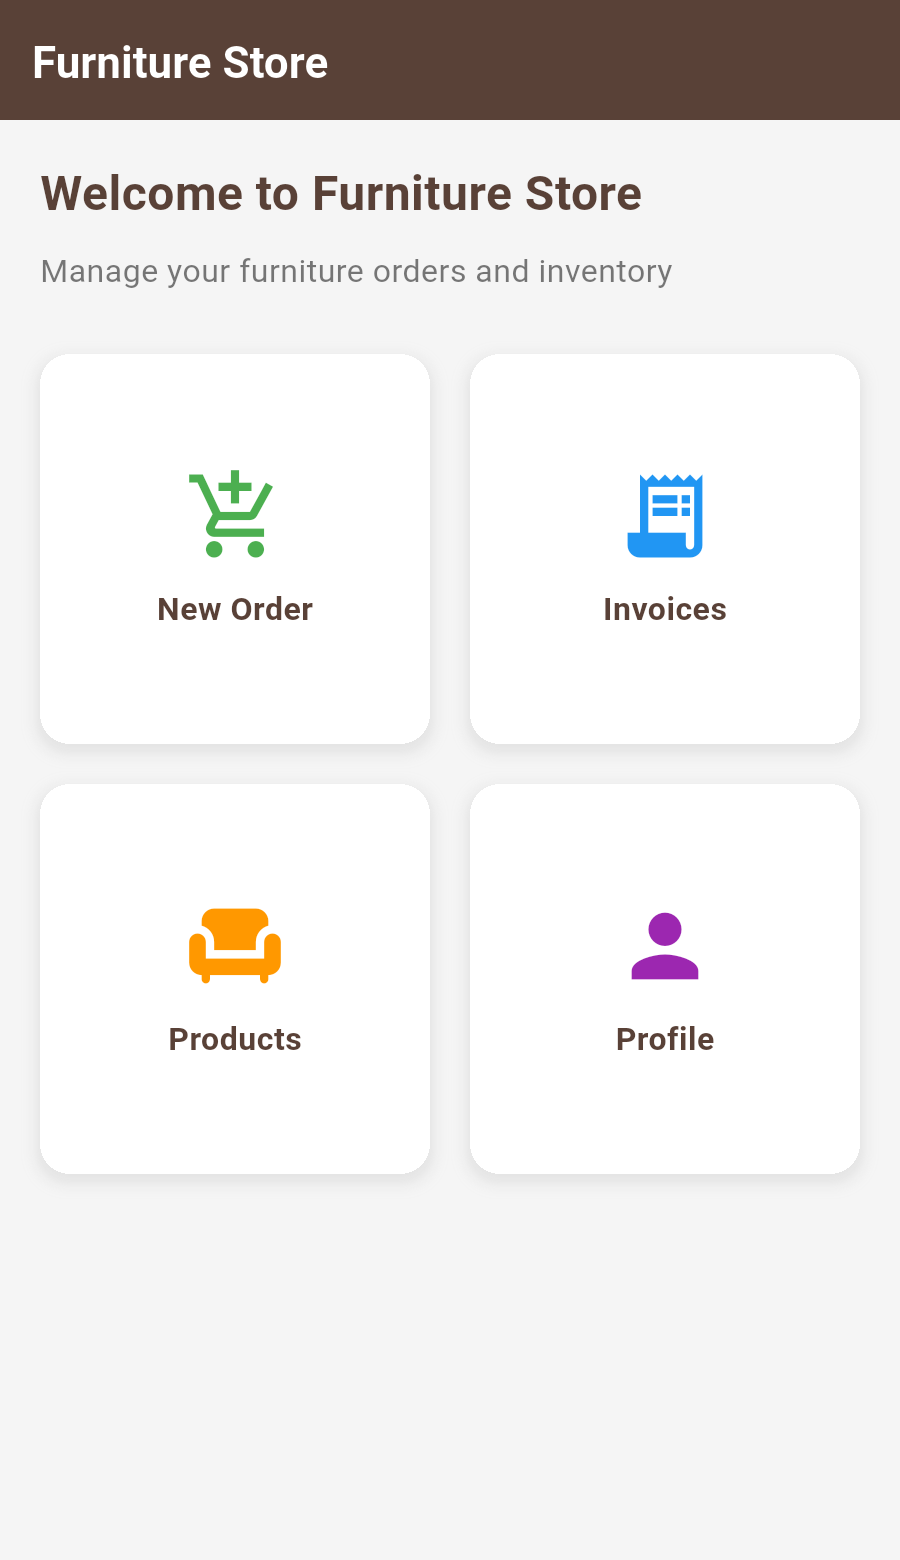 Furniture Store
Welcome to Furniture Store
Manage your furniture orders and inventory
New Order
Invoices
Products
Profile